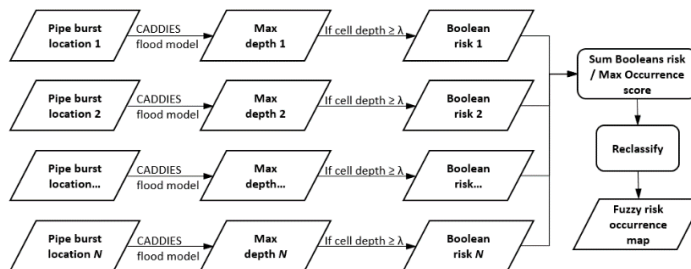 Pipe burst
location 1
CADDIES
flood model
Max
depth 1
If cell depth ≥ λ
Boolean
risk 1
Pipe burst
location 2
CADDIES
flood model
Max
depth 2
If cell depth ≥ λ
Boolean
risk 2
Pipe burst
location...
CADDIES
flood model
Max
depth...
If cell depth ≥ λ
Boolean
risk...
Pipe burst
location N
CADDIES
flood model
Max
depth N
If cell depth ≥ λ
Boolean
risk N
Sum Booleans risk
/ Max Occurrence
score
Reclassify
Fuzzy risk
occurrence
map